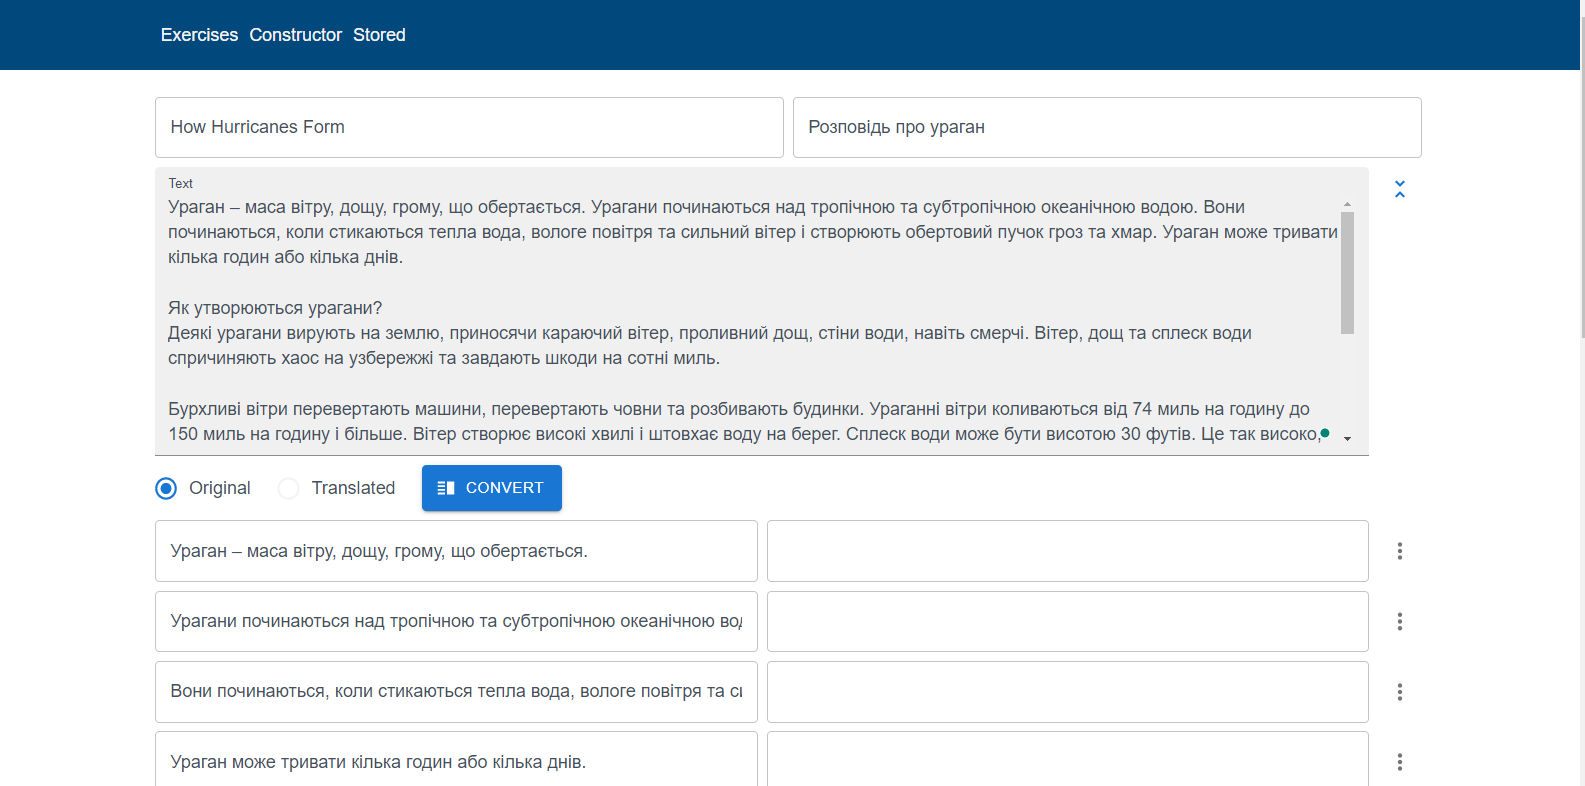 Exercises Constructor Stored
How Hurricanes Form
Розповідь про ураган
Text
Ураган – маса вітру, дощу, грому, що обертається. Урагани починаються над тропічною та субтропічною океанічною водою. Вони
починаються, коли стикаються тепла вода, вологе повітря та сильний вітер і створюють обертовий пучок гроз та хмар. Ураган може тривати
кілька годин або кілька днів.
Як утворюються урагани?
Деякі урагани вирують на землю, приносячи караючий вітер, проливний дощ, стіни води, навіть смерчі. Вітер, дощ та сплеск води
спричиняють хаос на узбережжі та завдають шкоди на сотні миль.
Бурхливі вітри перевертають машини, перевертають човни та розбивають будинки. Ураганні вітри коливаються від 74 миль на годину до
150 миль на годину і більше. Вітер створює високі хвилі і штовхає воду на берег. Сплеск води може бути висотою 30 футів. Це так високо,
Original Translated CONVERT
Ураган – маса вітру, дощу, грому, що обертається.
Урагани починаються над тропічною та субтропічною океанічною
Вони починаються, коли стикаються тепла вода, вологе повітря та
Ураган може тривати кілька годин або кілька днів.